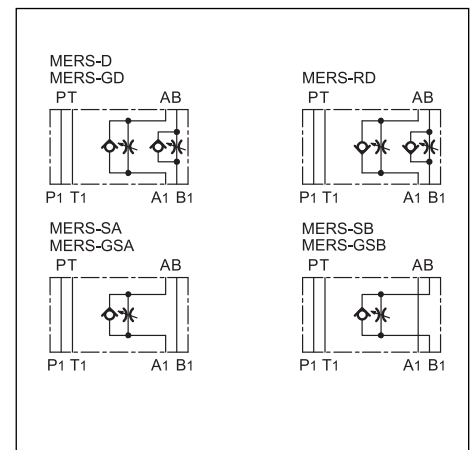 MERS-D
MERS-GD
PT AB
P1 T1 A1 B1
MERS-RD
PT AB
P1 T1 A1 B1
MERS-SA
MERS-GSA
PT AB
P1 T1 A1 B1
MERS-SB
MERS-GSB
PT AB
P1 T1 A1 B1